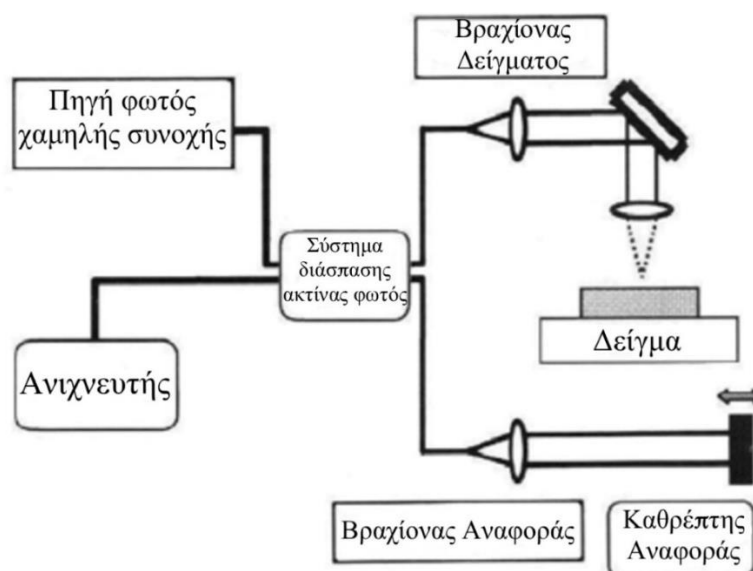 Βραχίονας
Δείγματος
Πηγή φωτός
χαμηλής συνοχής
Σύστημα
διάσπασης
ακτίνας φωτός
Δείγμα
Ανιχνευτής
Βραχίονας Αναφοράς
Καθρέπτης
Αναφοράς